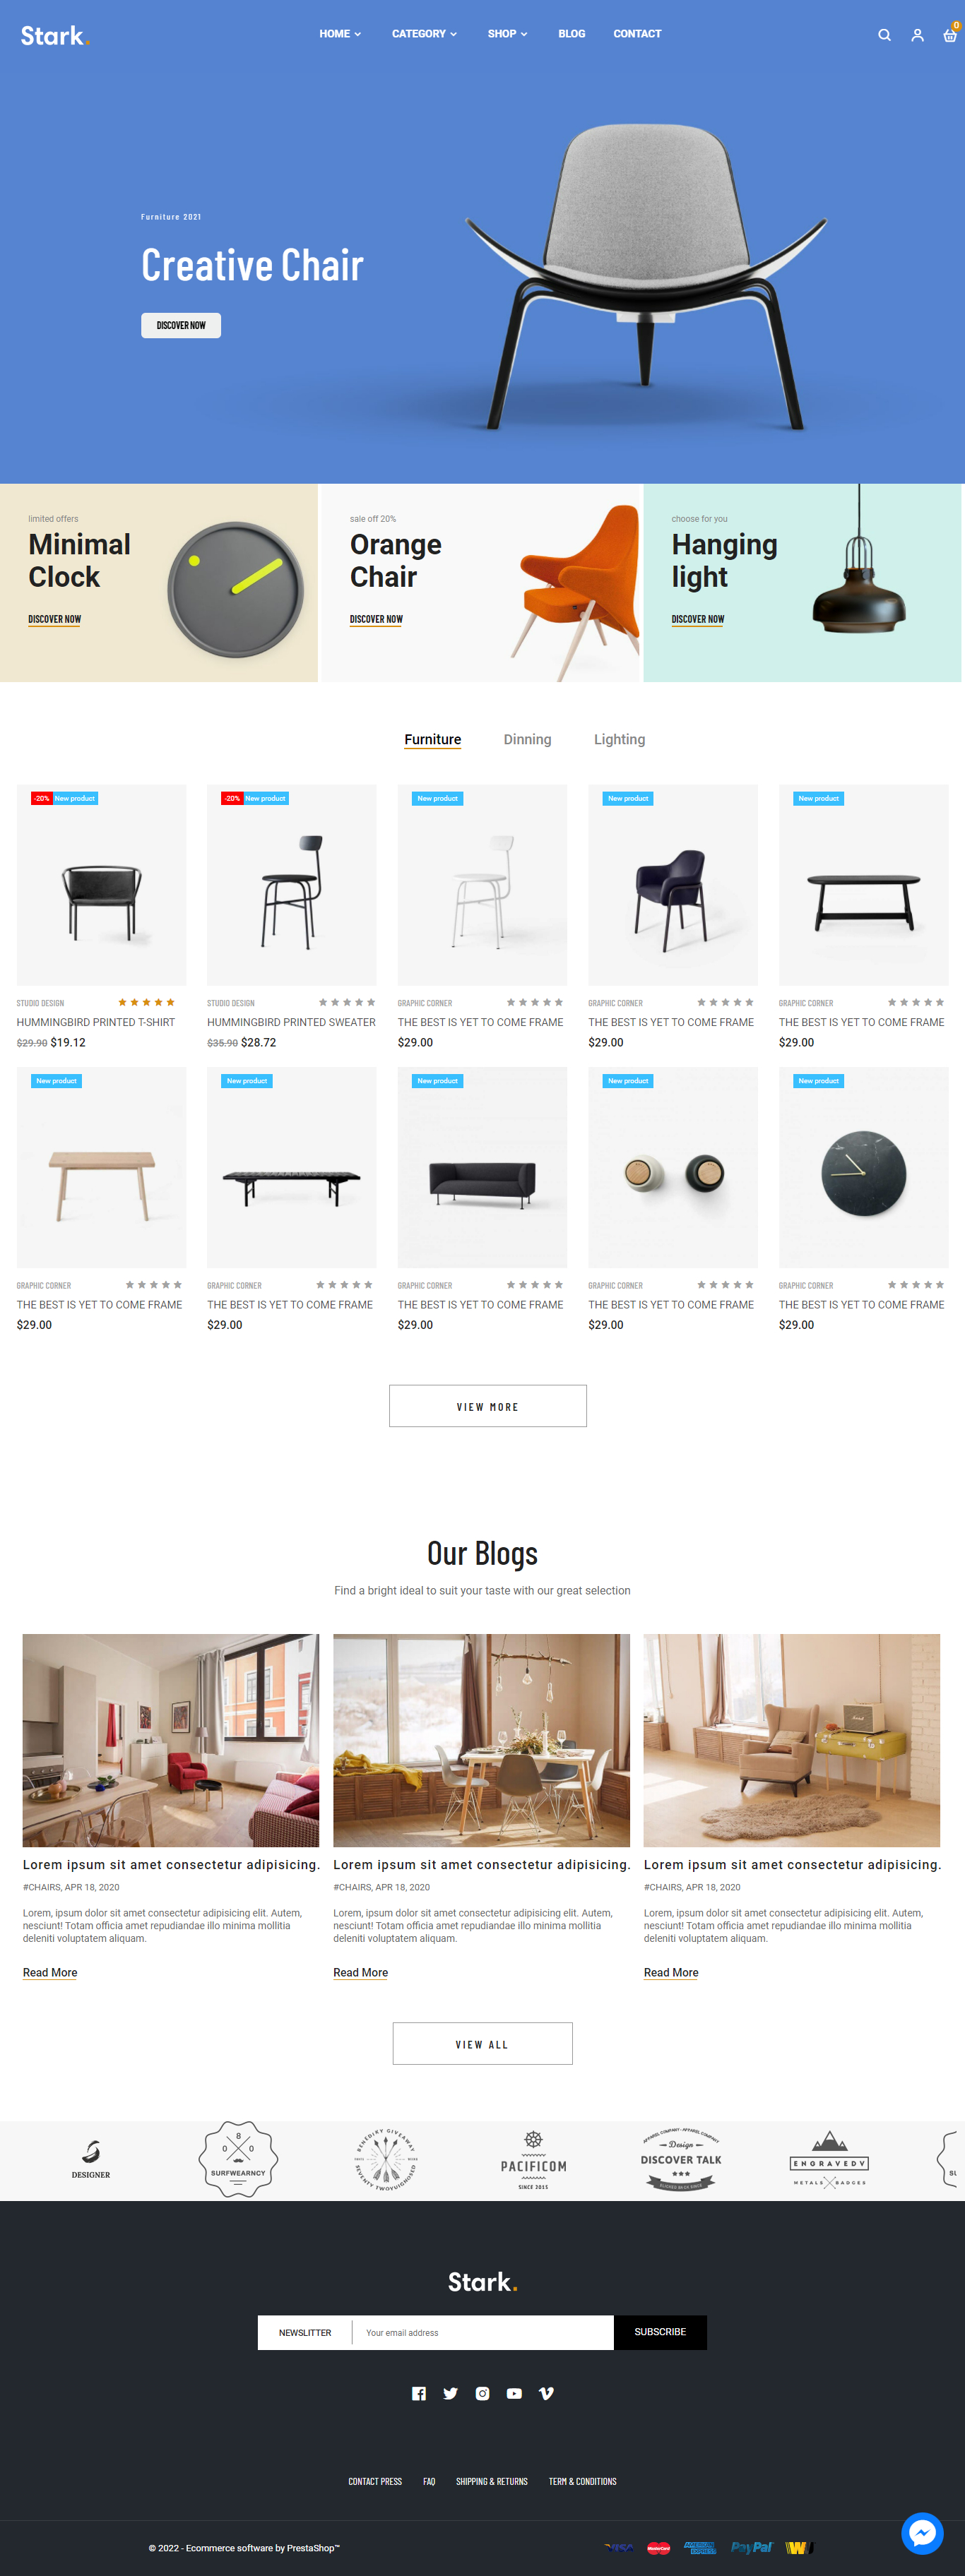 Stark.
HOME CATEGORY SHOP BLOG CONTACT
0
Furniture 2021
Creative Chair
DISCOVER NOW
limited offers
Minimal
Clock
DISCOVER NOW
sale off 20%
Orange
Chair
DISCOVER NOW
choose for you
Hanging
light
DISCOVER NOW
Furniture Dinning Lighting
-20% New product
STUDIO DESIGN
HUMMINGBIRD PRINTED T-SHIRT
$29.90 $19.12
-20% New product
STUDIO DESIGN
HUMMINGBIRD PRINTED SWEATER
$35.90 $28.72
New product
GRAPHIC CORNER
THE BEST IS YET TO COME FRAME
$29.00
New product
GRAPHIC CORNER
THE BEST IS YET TO COME FRAME
$29.00
New product
GRAPHIC CORNER
THE BEST IS YET TO COME FRAME
$29.00
New product
GRAPHIC CORNER
THE BEST IS YET TO COME FRAME
$29.00
New product
GRAPHIC CORNER
THE BEST IS YET TO COME FRAME
$29.00
New product
GRAPHIC CORNER
THE BEST IS YET TO COME FRAME
$29.00
New product
GRAPHIC CORNER
THE BEST IS YET TO COME FRAME
$29.00
New product
GRAPHIC CORNER
THE BEST IS YET TO COME FRAME
$29.00
VIEW MORE
Our Blogs
Find a bright ideal to suit your taste with our great selection
Lorem ipsum sit amet consectetur adipisicing.
#CHAIRS, APR 18, 2020
Lorem, ipsum dolor sit amet consectetur adipisicing elit. Autem,
nesciunt! Totam officia amet repudiandae illo minima mollitia
deleniti voluptatem aliquam.
Read More
Lorem ipsum sit amet consectetur adipisicing.
#CHAIRS, APR 18, 2020
Lorem, ipsum dolor sit amet consectetur adipisicing elit. Autem,
nesciunt! Totam officia amet repudiandae illo minima mollitia
deleniti voluptatem aliquam.
Read More
Lorem ipsum sit amet consectetur adipisicing.
#CHAIRS, APR 18, 2020
Lorem, ipsum dolor sit amet consectetur adipisicing elit. Autem,
nesciunt! Totam officia amet repudiandae illo minima mollitia
deleniti voluptatem aliquam.
Read More
VIEW ALL
DESIGNER
8
0 0
SURFWEARNCY
BENEDIKY GIVEAWAY
SEVENTY TWOYUIGNOSED
PACIFICOM
SINCE 2015
APPAREL COMPANY · APPAREL COMPANY
Design
DISCOVER TALK
ENGRAVEDV
METALS BADGES
SU
Stark.
NEWSLITTER Your email address SUBSCRIBE
CONTACT PRESS FAQ SHIPPING & RETURNS TERM & CONDITIONS
© 2022 - Ecommerce software by PrestaShop™
VISA MasterCard AMERICAN EXPRESS PayPal W